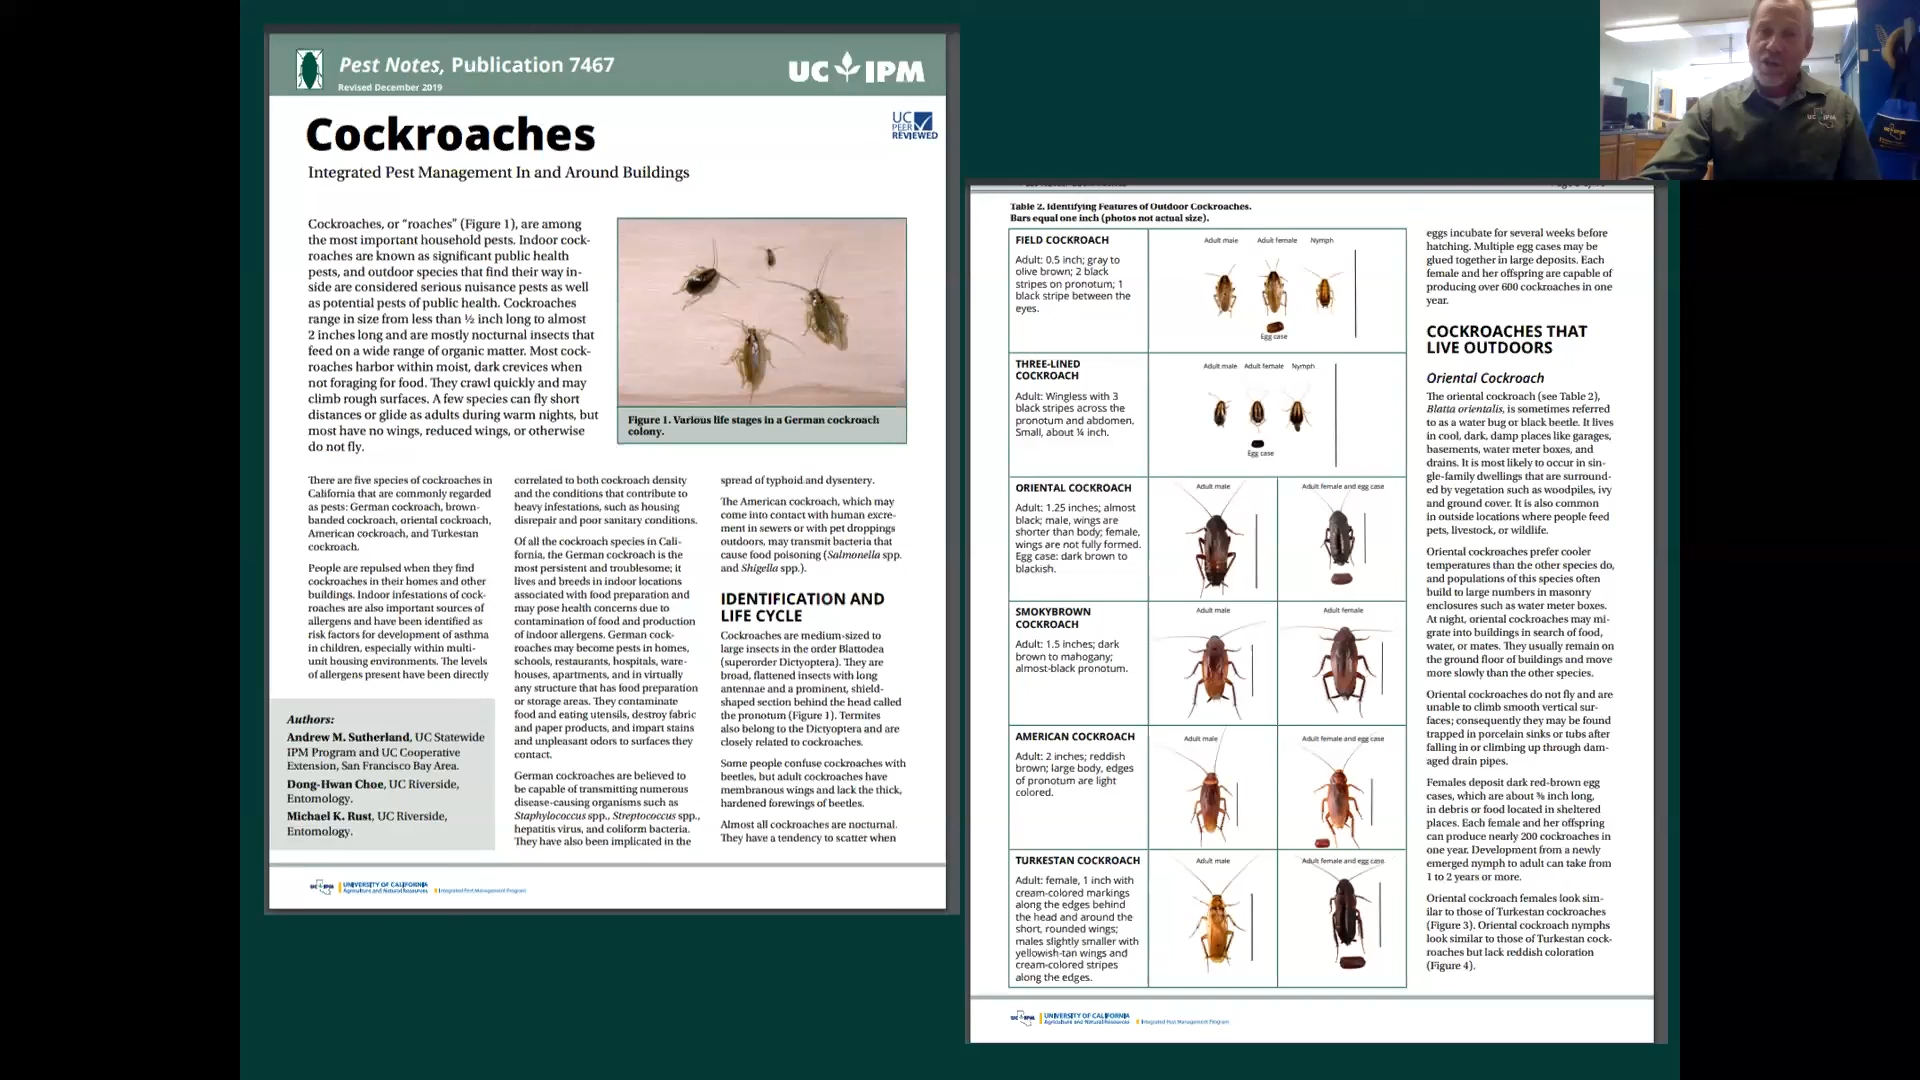 Pest Notes, Publication 7467
Revised December 2019
UC IPM
Cockroaches
UC
PEER
REVIEWED
Integrated Pest Management In and Around Buildings
Cockroaches, or “roaches” (Figure 1), are among
the most important household pests. Indoor cock-
roaches are known as significant public health
pests, and outdoor species that find their way in-
side are considered serious nuisance pests as well
as potential pests of public health. Cockroaches
range in size from less than ½ inch long to almost
2 inches long and are mostly nocturnal insects that
feed on a wide range of organic matter. Most cock-
roaches harbor within moist, dark crevices when
not foraging for food. They crawl quickly and may
climb rough surfaces. A few species can fly short
distances or glide as adults during warm nights, but
most have no wings, reduced wings, or otherwise
do not fly.
Figure 1. Various life stages in a German cockroach
colony.
There are five species of cockroaches in
California that are commonly regarded
as pests: German cockroach, brown-
banded cockroach, oriental cockroach,
American cockroach, and Turkestan
cockroach.
People are repulsed when they find
cockroaches in their homes and other
buildings. Indoor infestations of cock-
roaches are also important sources of
allergens and have been identified as
risk factors for development of asthma
in children, especially within multi-
unit housing environments. The levels
of allergens present have been directly
Authors:
Andrew M. Sutherland, UC Statewide
IPM Program and UC Cooperative
Extension, San Francisco Bay Area.
Dong-Hwan Choe, UC Riverside,
Entomology.
Michael K. Rust, UC Riverside,
Entomology.
correlated to both cockroach density
and the conditions that contribute to
heavy infestations, such as housing
disrepair and poor sanitary conditions.
Of all the cockroach species in Cali-
fornia, the German cockroach is the
most persistent and troublesome; it
lives and breeds in indoor locations
associated with food preparation and
may pose health concerns due to
contamination of food and production
of indoor allergens. German cock-
roaches may become pests in homes,
schools, restaurants, hospitals, ware-
houses, apartments, and in virtually
any structure that has food preparation
or storage areas. They contaminate
food and eating utensils, destroy fabric
and paper products, and impart stains
and unpleasant odors to surfaces they
contact.
German cockroaches are believed to
be capable of transmitting numerous
disease-causing organisms such as
Staphylococcus spp., Streptococcus spp.,
hepatitis virus, and coliform bacteria.
They have also been implicated in the
spread of typhoid and dysentery.
The American cockroach, which may
come into contact with human excre-
ment in sewers or with pet droppings
outdoors, may transmit bacteria that
cause food poisoning (Salmonella spp.
and Shigella spp.).
IDENTIFICATION AND
LIFE CYCLE
Cockroaches are medium-sized to
large insects in the order Blattodea
(superorder Dictyoptera). They are
broad, flattened insects with long
antennae and a prominent, shield-
shaped section behind the head called
the pronotum (Figure 1). Termites
also belong to the Dictyoptera and are
closely related to cockroaches.
Some people confuse cockroaches with
beetles, but adult cockroaches have
membranous wings and lack the thick,
hardened forewings of beetles.
Almost all cockroaches are nocturnal.
They have a tendency to scatter when
UNIVERSITY OF CALIFORNIA
Agriculture and Natural Resources
Integrated Pest Management Program
Table 2. Identifying Features of Outdoor Cockroaches.
Bars equal one inch (photos not actual size).
FIELD COCKROACH
Adult: 0.5 inch; gray to
olive brown; 2 black
stripes on pronotum; 1
black stripe between the
eyes.
Adult male Adult female Nymph
Egg case
THREE-LINED
COCKROACH
Adult: Wingless with 3
black stripes across the
pronotum and abdomen.
Small, about ¼ inch.
Adult male Adult female Nymph
Egg case
ORIENTAL COCKROACH
Adult: 1.25 inches; almost
black; male, wings are
shorter than body; female,
wings are not fully formed.
Egg case: dark brown to
blackish.
Adult male Adult female and egg case
SMOKYBROWN
COCKROACH
Adult: 1.5 inches; dark
brown to mahogany;
almost-black pronotum.
Adult male Adult female
AMERICAN COCKROACH
Adult: 2 inches; reddish
brown; large body, edges
of pronotum are light
colored.
Adult male Adult female and egg case
TURKESTAN COCKROACH
Adult: female, 1 inch with
cream-colored markings
along the edges behind
the head and around the
short, rounded wings;
males slightly smaller with
yellowish-tan wings and
cream-colored stripes
along the edges.
Adult male Adult female and egg case
eggs incubate for several weeks before
hatching. Multiple egg cases may be
glued together in large deposits. Each
female and her offspring are capable of
producing over 600 cockroaches in one
year.
COCKROACHES THAT
LIVE OUTDOORS
Oriental Cockroach
The oriental cockroach (see Table 2),
Blatta orientalis, is sometimes referred
to as a water bug or black beetle. It lives
in cool, dark, damp places like garages,
basements, water meter boxes, and
drains. It is most likely to occur in sin-
gle-family dwellings that are surround-
ed by vegetation such as woodpiles, ivy
and ground cover. It is also common
in outside locations where people feed
pets, livestock, or wildlife.
Oriental cockroaches prefer cooler
temperatures than the other species do,
and populations of this species often
build to large numbers in masonry
enclosures such as water meter boxes.
At night, oriental cockroaches may mi-
grate into buildings in search of food,
water, or mates. They usually remain on
the ground floor of buildings and move
more slowly than the other species.
Oriental cockroaches do not fly and are
unable to climb smooth vertical sur-
faces; consequently they may be found
trapped in porcelain sinks or tubs after
falling in or climbing up through dam-
aged drain pipes.
Females deposit dark red-brown egg
cases, which are about ⅜ inch long,
in debris or food located in sheltered
places. Each female and her offspring
can produce nearly 200 cockroaches in
one year. Development from a newly
emerged nymph to adult can take from
1 to 2 years or more.
Oriental cockroach females look sim-
ilar to those of Turkestan cockroaches
(Figure 3). Oriental cockroach nymphs
look similar to those of Turkestan cock-
roaches but lack reddish coloration
(Figure 4).
UNIVERSITY OF CALIFORNIA
Agriculture and Natural Resources
Integrated Pest Management Program
UC IPM